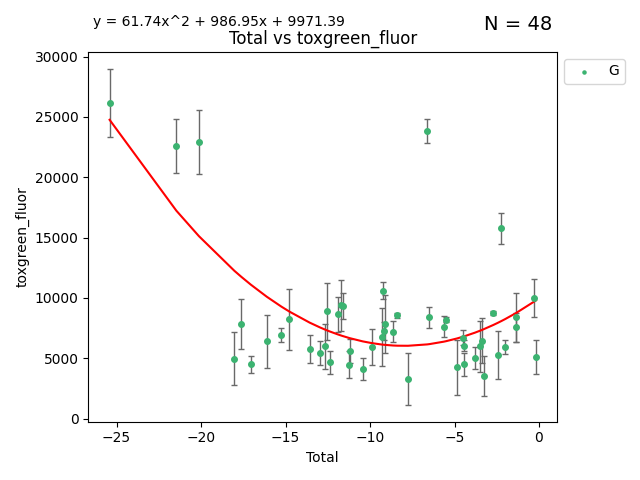 y = 61.74x^2 + 986.95x + 9971.39
N = 48
Total vs toxgreen_fluor
G
30000
25000
20000
15000
10000
5000
0
toxgreen_fluor
−25
−20
−15
−10
−5
0
Total